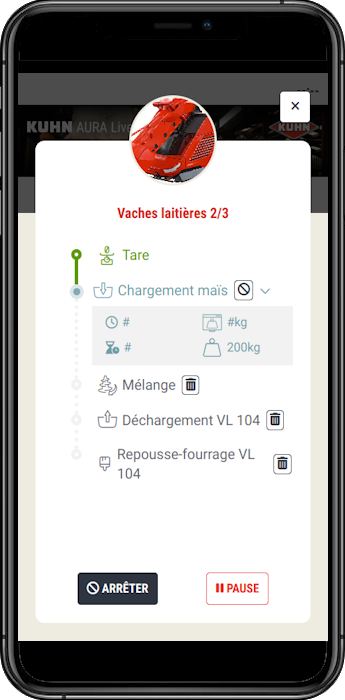 KUHN AURA Live
KUHN
Vaches laitières 2/3
Tare
Chargement maïs
# #kg
# 200kg
Mélange
Déchargement VL 104
Repousse-fourrage VL
104
ARRÊTER PAUSE